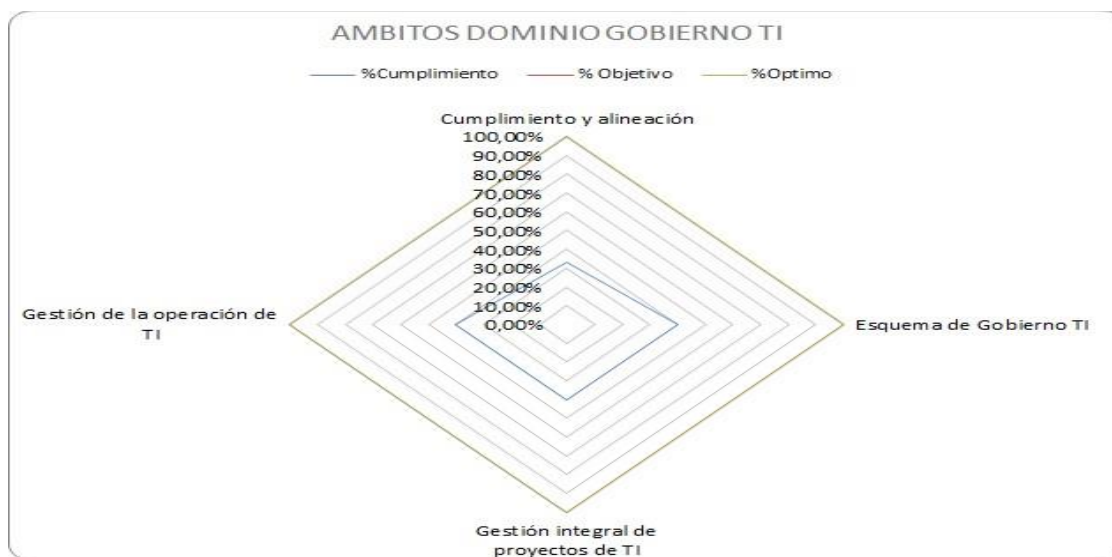 AMBITOS DOMINIO GOBIERNO TI
%Cumplimiento % Objetivo %Optimo
Cumplimiento y alineación
100,00%
90,00%
80,00%
70,00%
60,00%
50,00%
40,00%
30,00%
20,00%
10,00%
0,00%
Gestión de la operación de
TI
Esquema de Gobierno TI
Gestión integral de
proyectos de TI